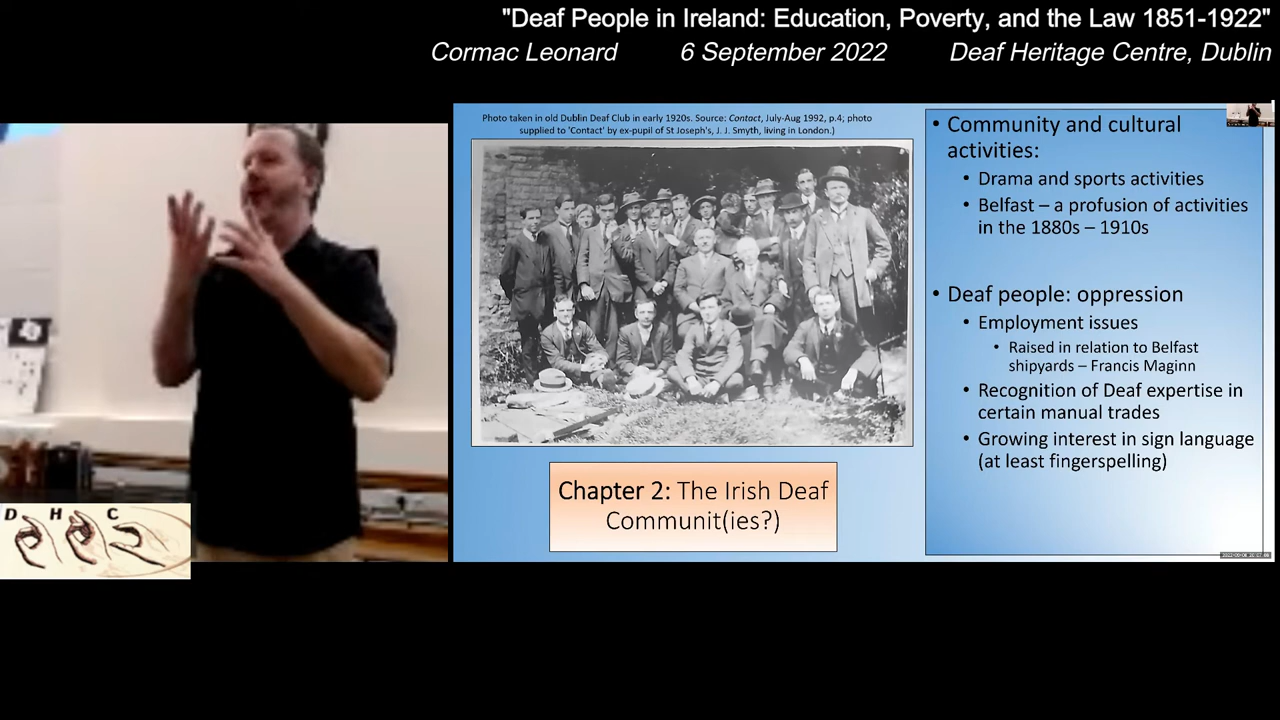 "Deaf People in Ireland: Education, Poverty, and the Law 1851-1922"
Cormac Leonard 6 September 2022 Deaf Heritage Centre, Dublin
Photo taken in old Dublin Deaf Club in early 1920s. Source: Contact, July-Aug 1992, p.4; photo
supplied to 'Contact' by ex-pupil of St Joseph's, J. J. Smyth, living in London.)
Chapter 2: The Irish Deaf
Communit(ies?)
• Community and cultural
activities:
• Drama and sports activities
• Belfast – a profusion of activities
in the 1880s – 1910s
• Deaf people: oppression
• Employment issues
• Raised in relation to Belfast
shipyards – Francis Maginn
• Recognition of Deaf expertise in
certain manual trades
• Growing interest in sign language
(at least fingerspelling)
D H C